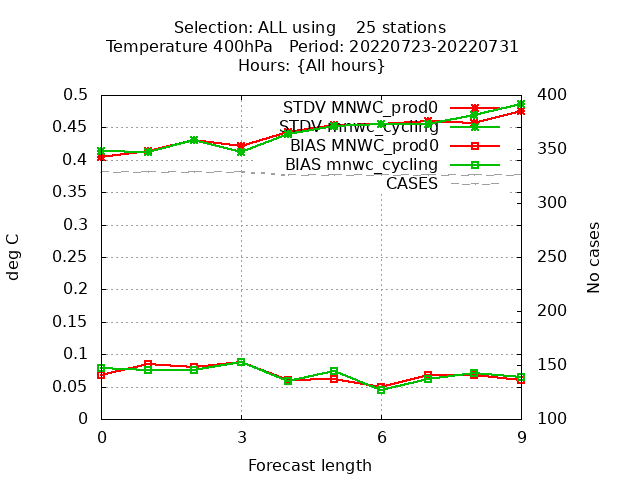 Selection: ALL using    25 stations
Temperature 400hPa   Period: 20220723-20220731
Hours: {All hours}
0.5
0.45
0.4
0.35
0.3
0.25
0.2
0.15
0.1
0.05
0
deg C
STDV MNWC_prod0
STDV mnwc_cycling
BIAS MNWC_prod0
BIAS mnwc_cycling
CASES
400
350
300
250
200
150
100
No cases
0
3
6
9
Forecast length